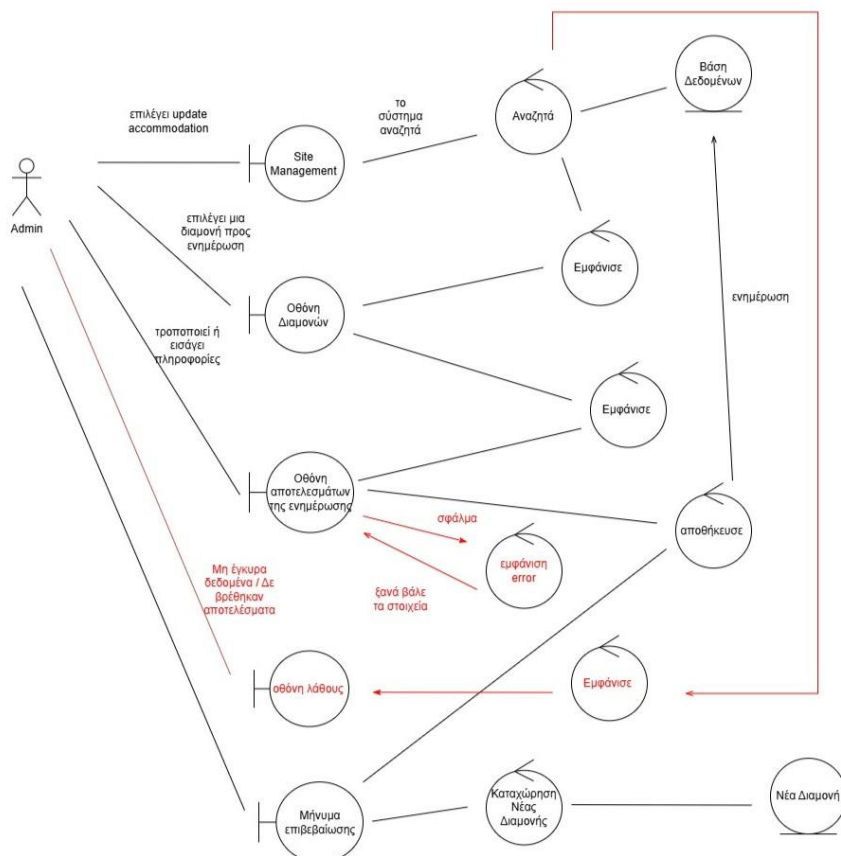 Βάση
Δεδομένων
επιλέγει update
accommodation
το
σύστημα
αναζητά
Αναζητά
Site
Management
Admin
επιλέγει μια
διαμονή προς
ενημέρωση
Εμφάνισε
ενημέρωση
Οθόνη
Διαμονών
τροποποιεί ή
εισάγει
πληροφορίες
Εμφάνισε
Οθόνη
αποτελεσμάτων
της ενημέρωσης
σφάλμα
αποθήκευσε
εμφάνιση
error
Μη έγκυρα
δεδομένα / Δε
βρέθηκαν
αποτελέσματα
ξανά βάλε
τα στοιχεία
οθόνη λάθους
Εμφάνισε
Μήνυμα
επιβεβαίωσης
Καταχώρηση
Νέας
Διαμονής
Νέα Διαμονή